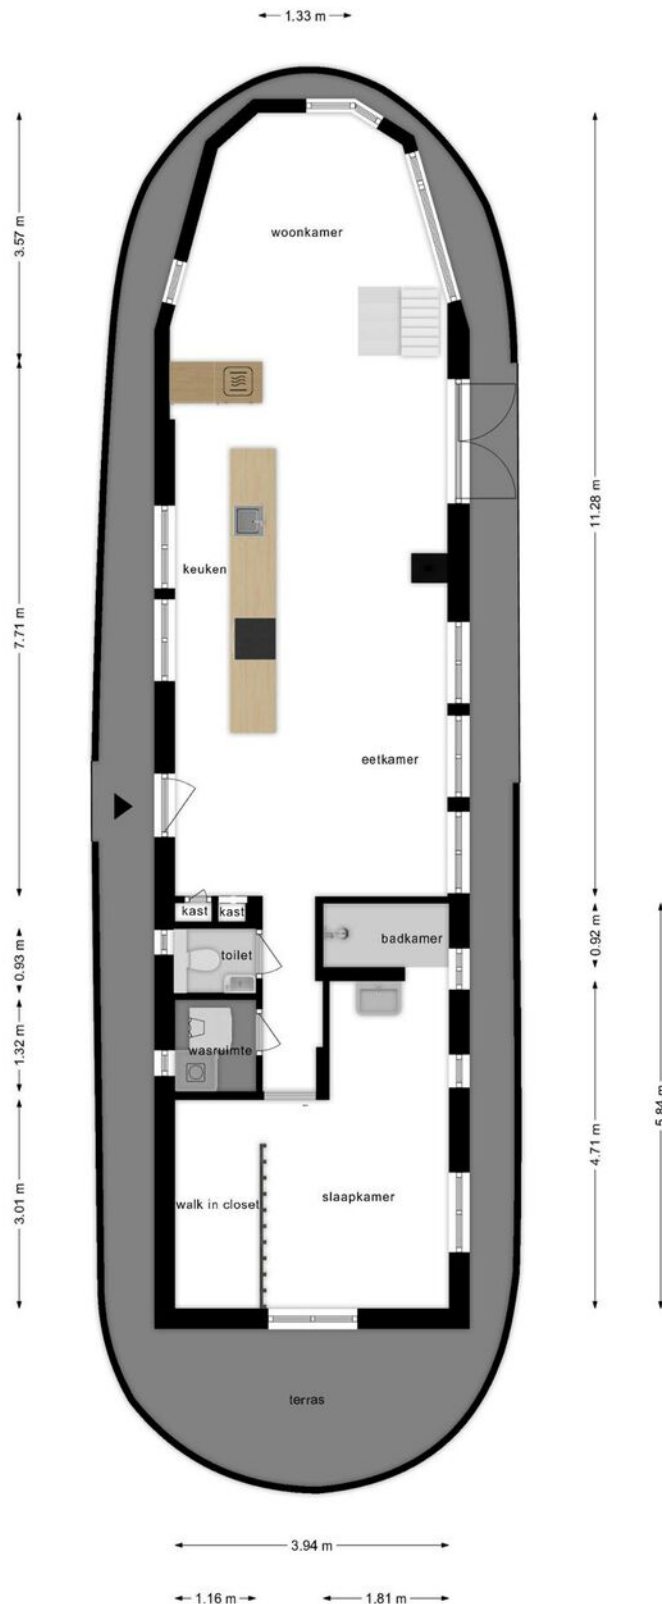 1.33 m
woonkamer
3.57 m
11.28 m
keuken
7.71 m
eetkamer
kast
kast
badkamer
0.92 m
toilet
0.93 m
wasruimte
1.32 m
5.84 m
4.71 m
walk in closet
slaapkamer
3.01 m
terras
3.94 m
1.16 m
1.81 m